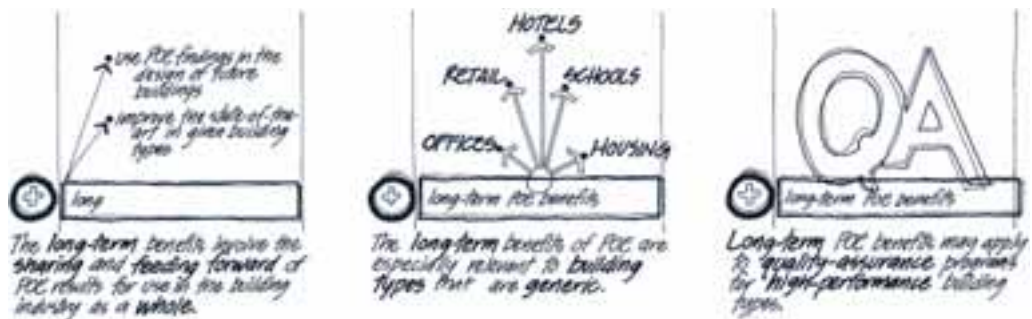 • use POE findings in the
design of future
buildings
• improve the state-of-the-
art in given building
types
long
The long-term benefits involve the
sharing and feeding forward of
POE results for use in the building
industry as a whole.
HOTELS
RETAIL
SCHOOLS
OFFICES
HOUSING
long-term POE benefits
The long-term benefits of POE are
especially relevant to building
types that are generic.
QA
long-term POE benefits
Long-term POE benefits may apply
to "quality-assurance" programs
for "high-performance" building
types.